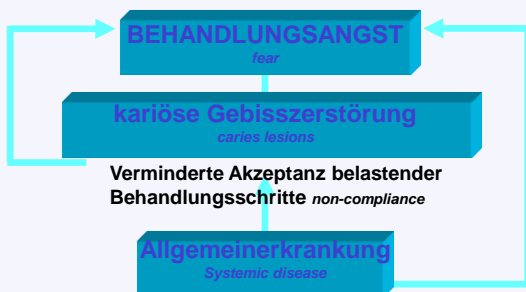 BEHANDLUNGSANGST
fear
kariöse Gebisszerstörung
caries lesions
Verminderte Akzeptanz belastender
Behandlungsschritte non-compliance
Allgemeinerkrankung
Systemic disease